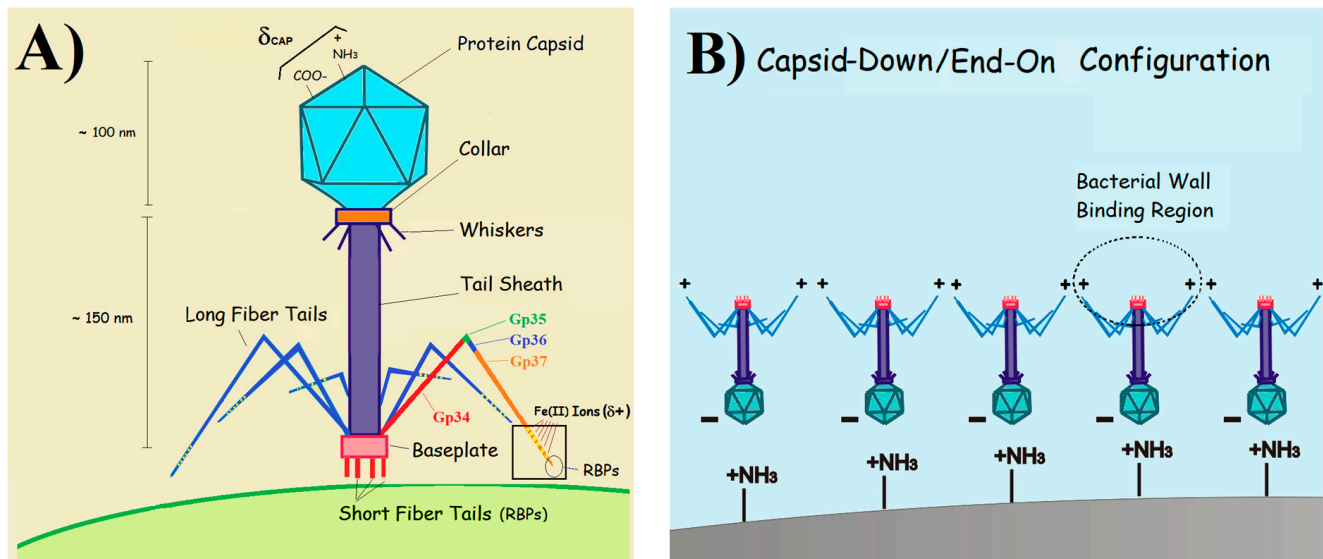 A)
δCAP
+
NH3
COO-
Protein Capsid
~ 100 nm
Collar
Whiskers
Tail Sheath
~ 150 nm
Long Fiber Tails
Gp35
Gp36
Gp37
Gp34
Fe(II) Ions (δ+)
Baseplate
RBPs
Short Fiber Tails (RBPs)
B) Capsid-Down/End-On Configuration
Bacterial Wall
Binding Region
+ + + + + + + + + +
– – – – –
+NH3 +NH3 +NH3 +NH3 +NH3